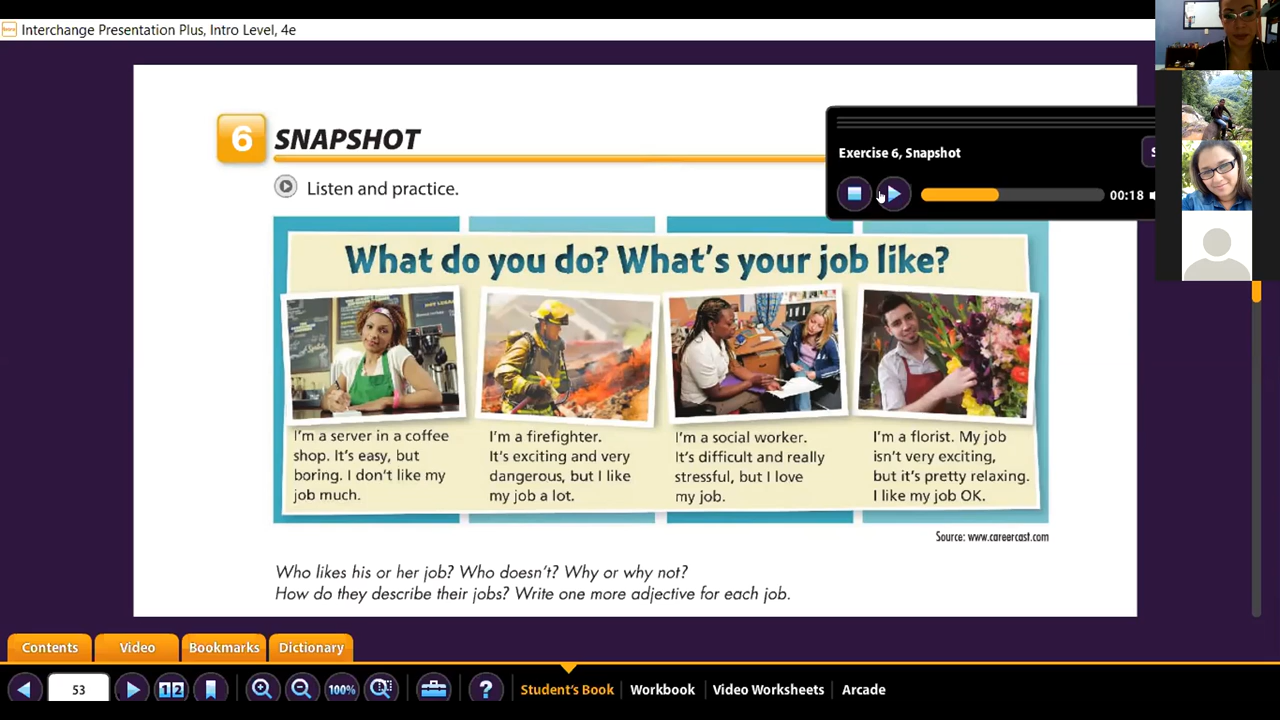 Interchange Presentation Plus, Intro Level, 4e
6 SNAPSHOT
Listen and practice.
Exercise 6, Snapshot
00:18
What do you do? What's your job like?
I'm a server in a coffee
shop. It's easy, but
boring. I don't like my
job much.
I'm a firefighter.
It's exciting and very
dangerous, but I like
my job a lot.
I'm a social worker.
It's difficult and really
stressful, but I love
my job.
I'm a florist. My job
isn't very exciting,
but it's pretty relaxing.
I like my job OK.
Source: www.careercast.com
Who likes his or her job? Who doesn't? Why or why not?
How do they describe their jobs? Write one more adjective for each job.
Contents Video Bookmarks Dictionary
53 12 100% ? Student's Book Workbook Video Worksheets Arcade